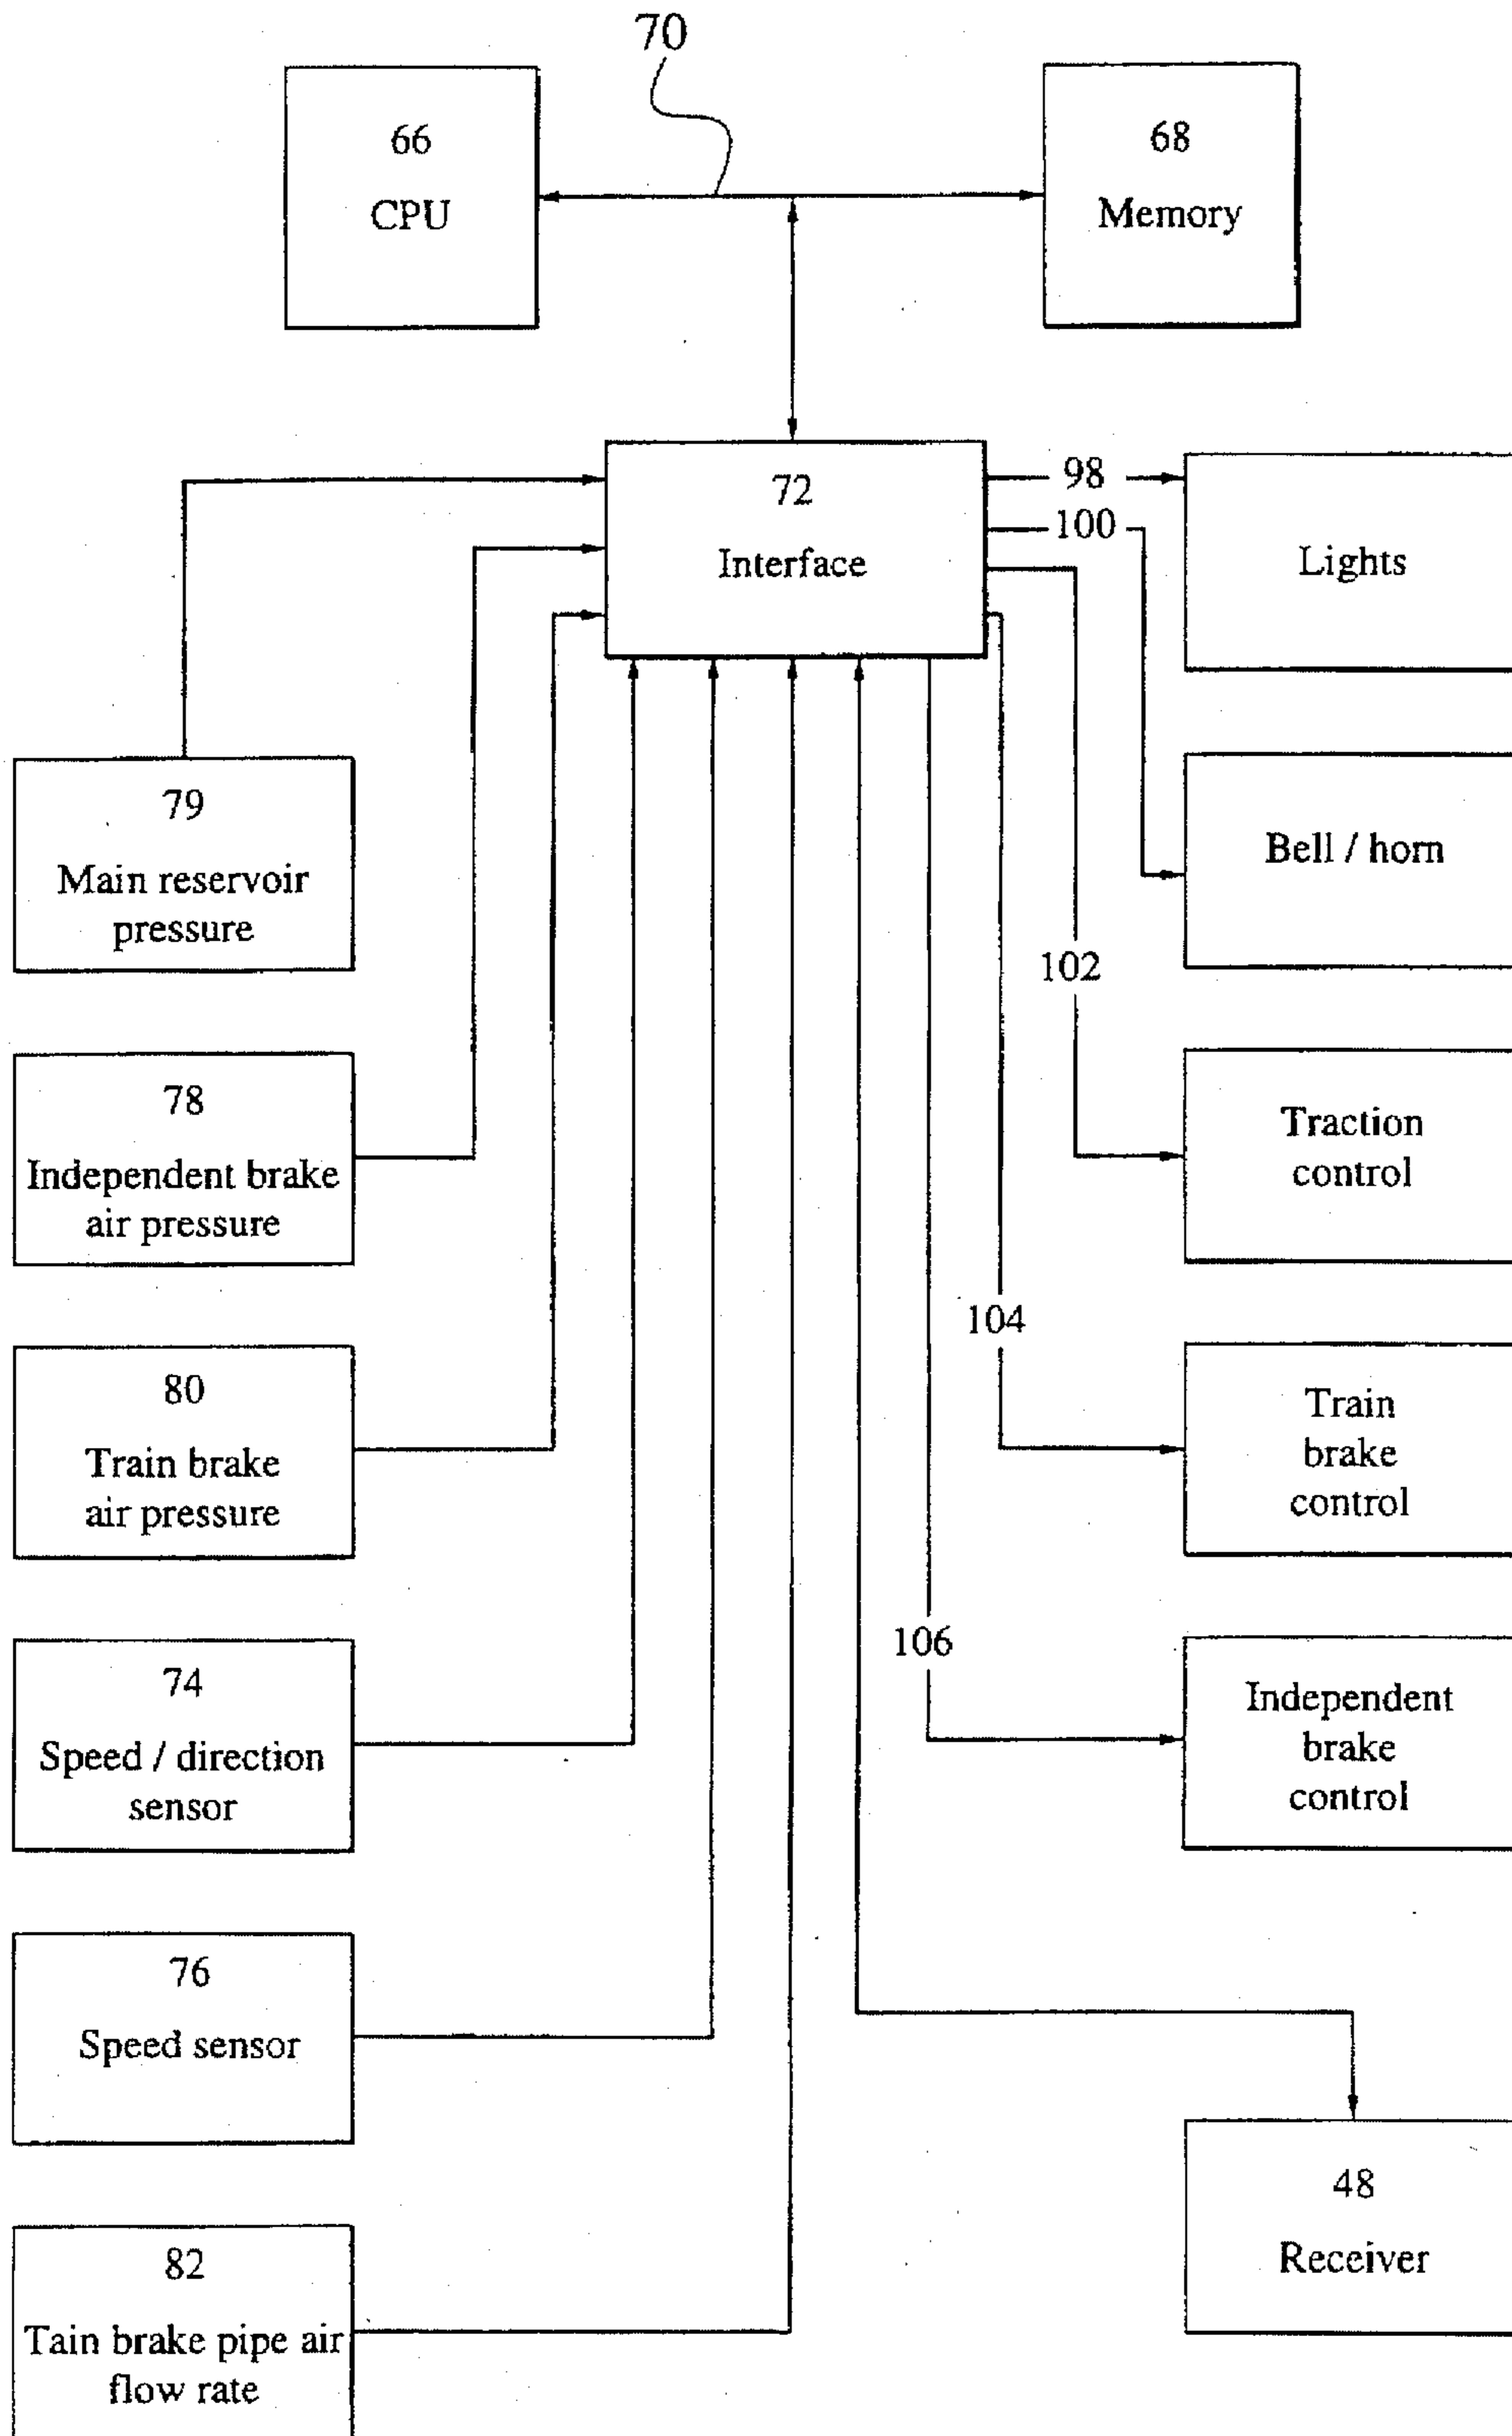 70
66
CPU
68
Memory
72
Interface
98
100
Lights
79
Main reservoir
pressure
Bell / horn
102
78
Independent brake
air pressure
Traction
control
104
80
Train brake
air pressure
Train
brake
control
106
74
Speed / direction
sensor
Independent
brake
control
76
Speed sensor
48
Receiver
82
Tain brake pipe air
flow rate